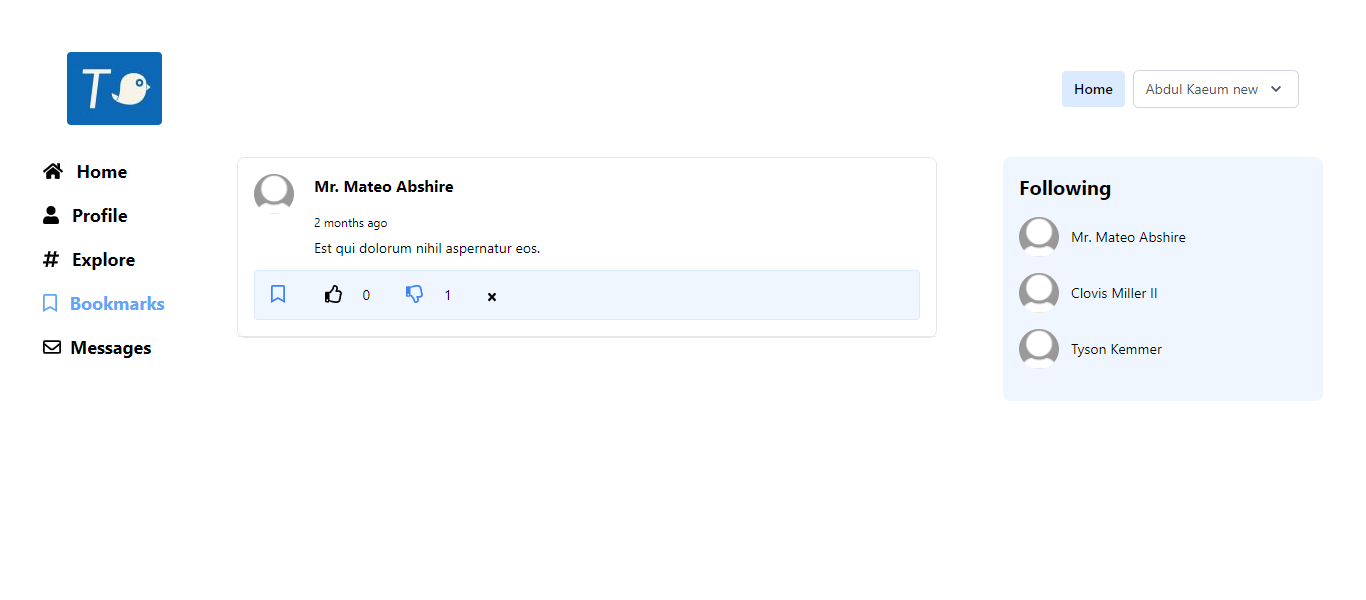 T
Home
Abdul Kaeum new
Home
Profile
Explore
Bookmarks
Messages
Mr. Mateo Abshire
2 months ago
Est qui dolorum nihil aspernatur eos.
0 1 ×
Following
Mr. Mateo Abshire
Clovis Miller II
Tyson Kemmer